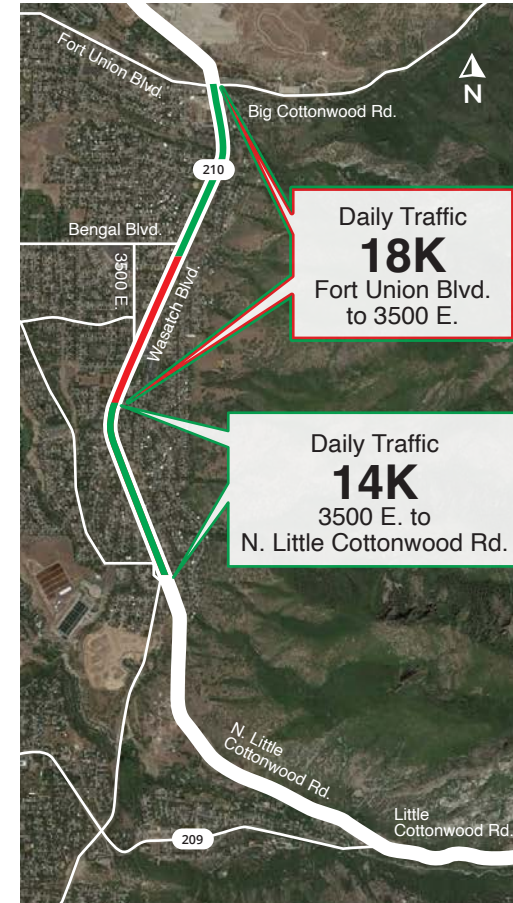 Fort Union Blvd.
N
Big Cottonwood Rd.
210
Daily Traffic
18K
Fort Union Blvd.
to 3500 E.
Bengal Blvd.
3500 E.
Wasatch Blvd.
Daily Traffic
14K
3500 E. to
N. Little Cottonwood Rd.
N. Little
Cottonwood Rd.
Little
Cottonwood Rd.
209